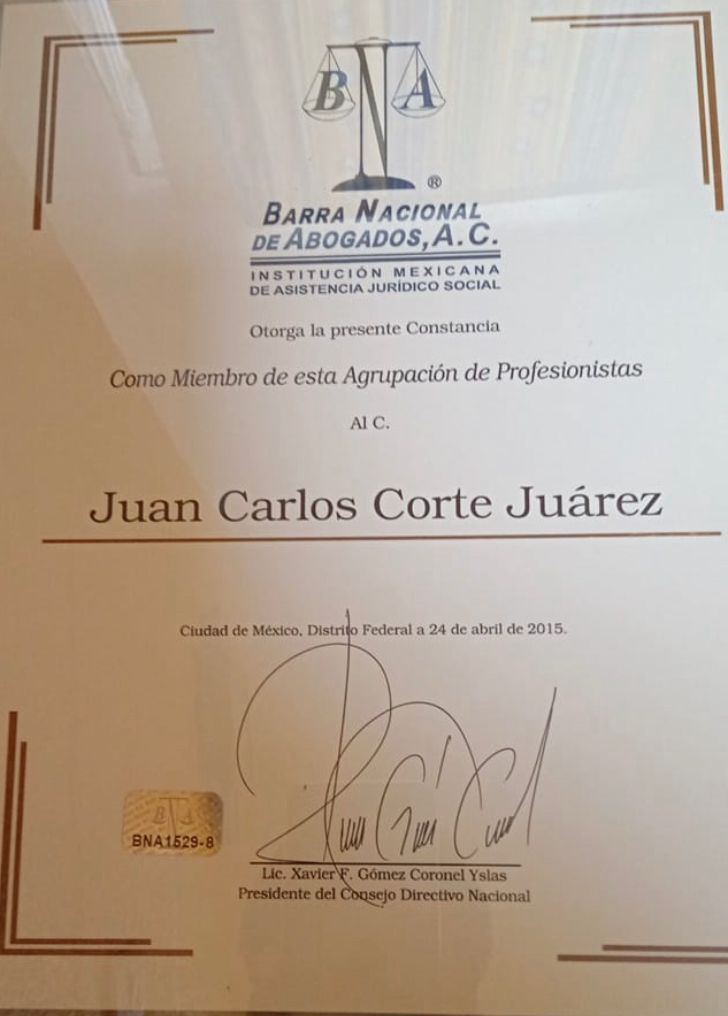 B N A
®
BARRA NACIONAL
DE ABOGADOS, A.C.
INSTITUCIÓN MEXICANA
DE ASISTENCIA JURÍDICO SOCIAL
Otorga la presente Constancia
Como Miembro de esta Agrupación de Profesionistas
Al C.
Juan Carlos Corte Juárez
Ciudad de México, Distrito Federal a 24 de abril de 2015.
B A
BNA1529-8
Lic. Xavier F. Gómez Coronel Yslas
Presidente del Consejo Directivo Nacional